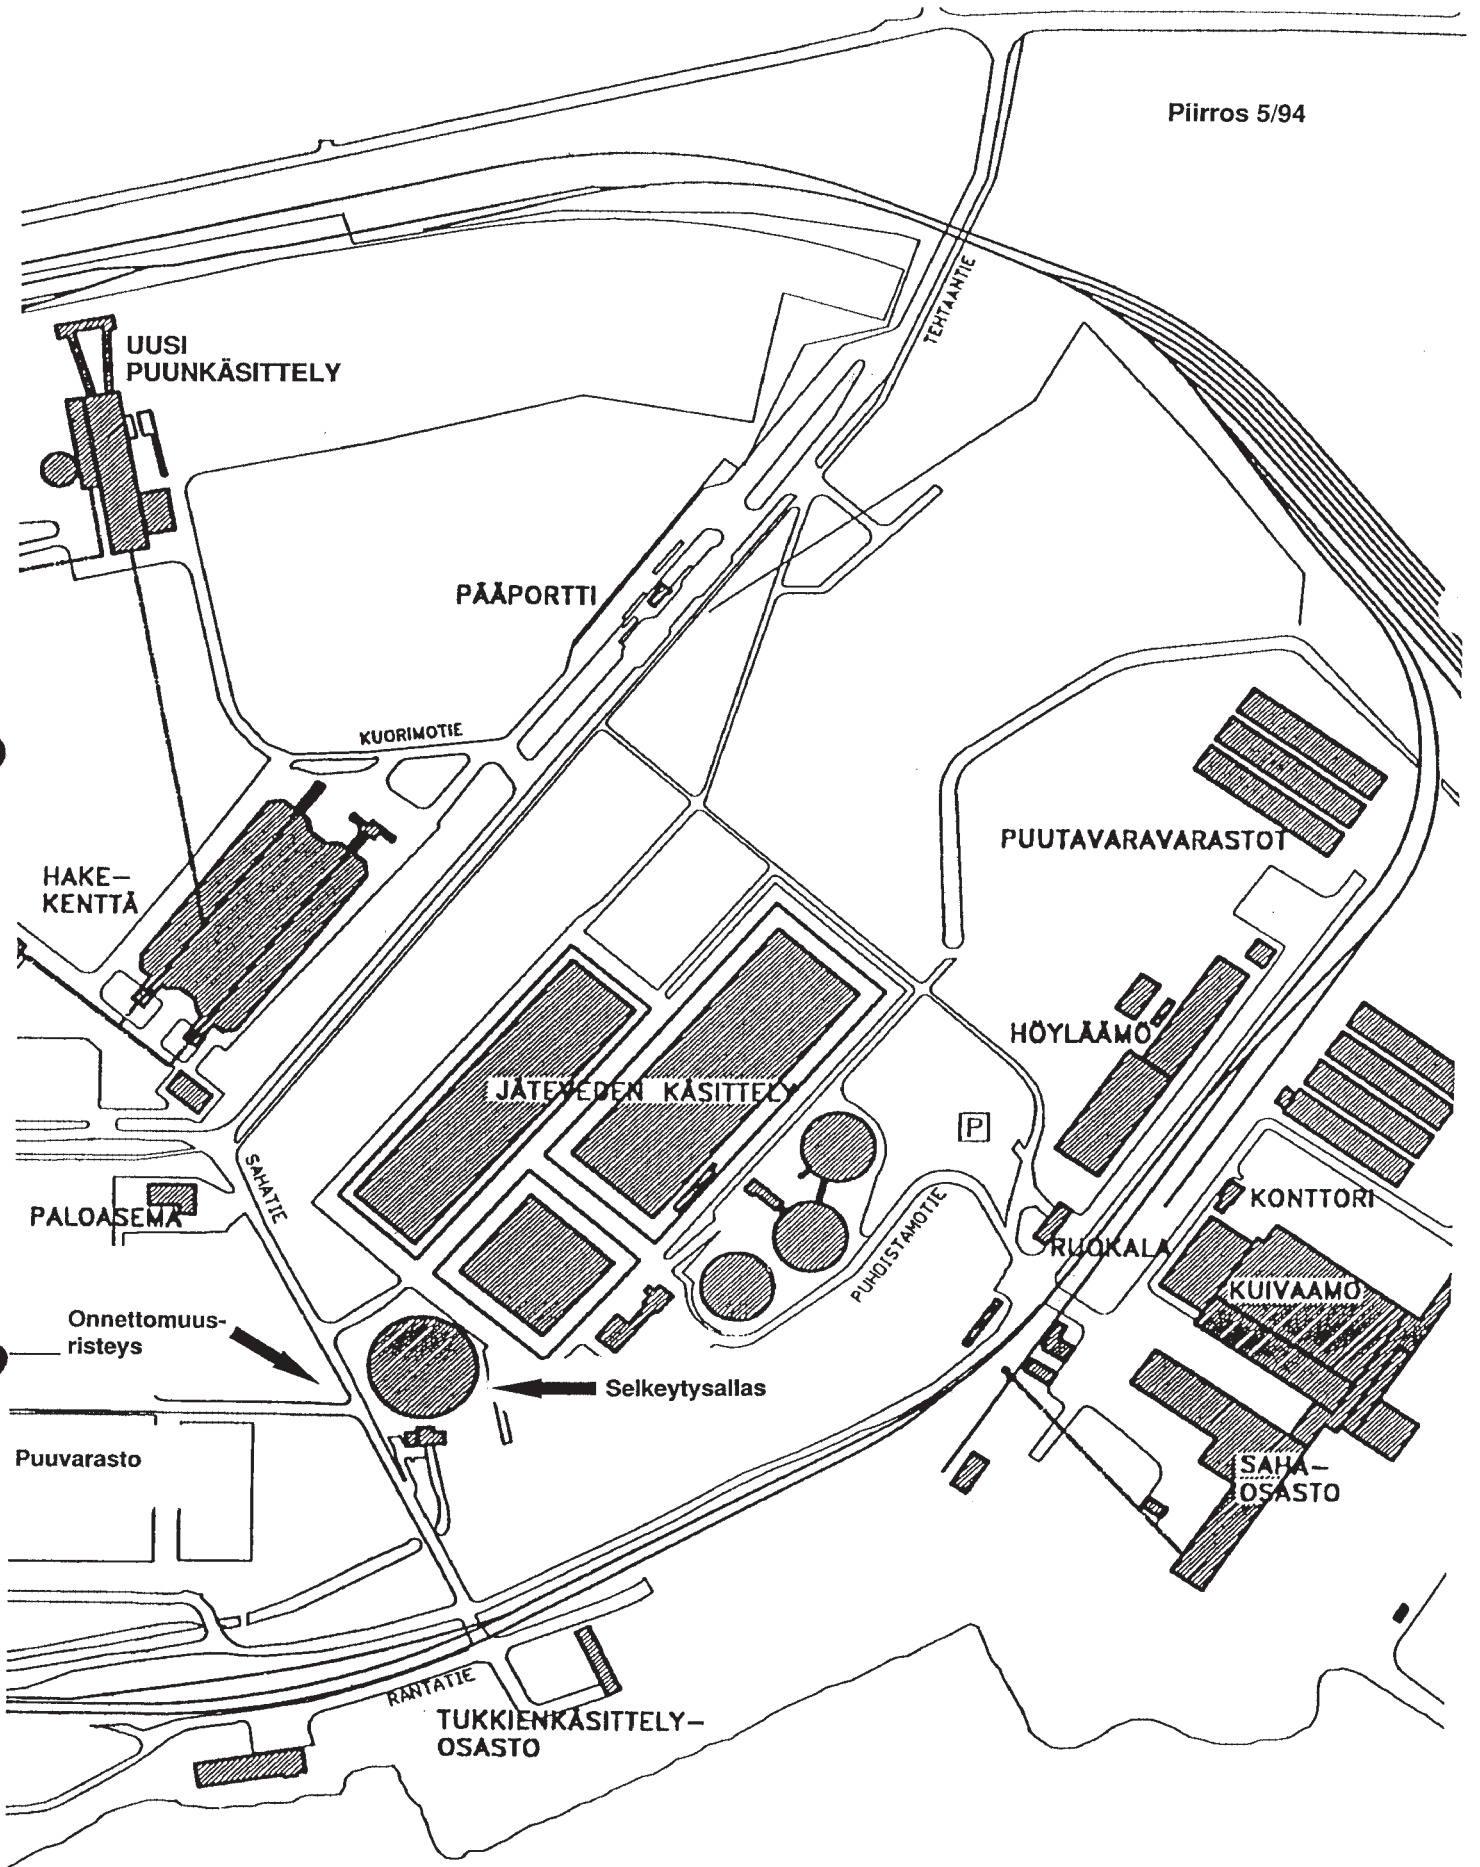 Piirros 5/94
TEHTAANTIE
UUSI
PUUNKÄSITTELY
PÄÄPORTTI
KUORIMOTIE
PUUTAVARAVARASTOT
HAKE-
KENTTÄ
HÖYLÄÄMÖ
JÄTEVEDEN KÄSITTELY
P
SAHATIE
PALOASEMA
KONTTORI
PUHDISTAMOTIE
RUOKALA
KUIVAAMO
Onnettomuus-
risteys
Selkeytysallas
Puuvarasto
SAHA-
OSASTO
RANTATIE
TUKKIENKÄSITTELY-
OSASTO